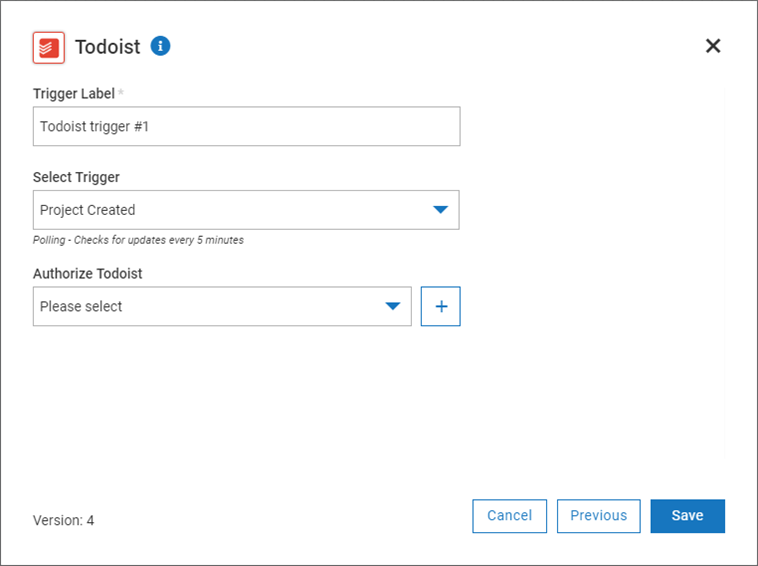 Todoist i
Trigger Label *
Todoist trigger #1
Select Trigger
Project Created
Polling - Checks for updates every 5 minutes
Authorize Todoist
Please select +
Version: 4 Cancel Previous Save